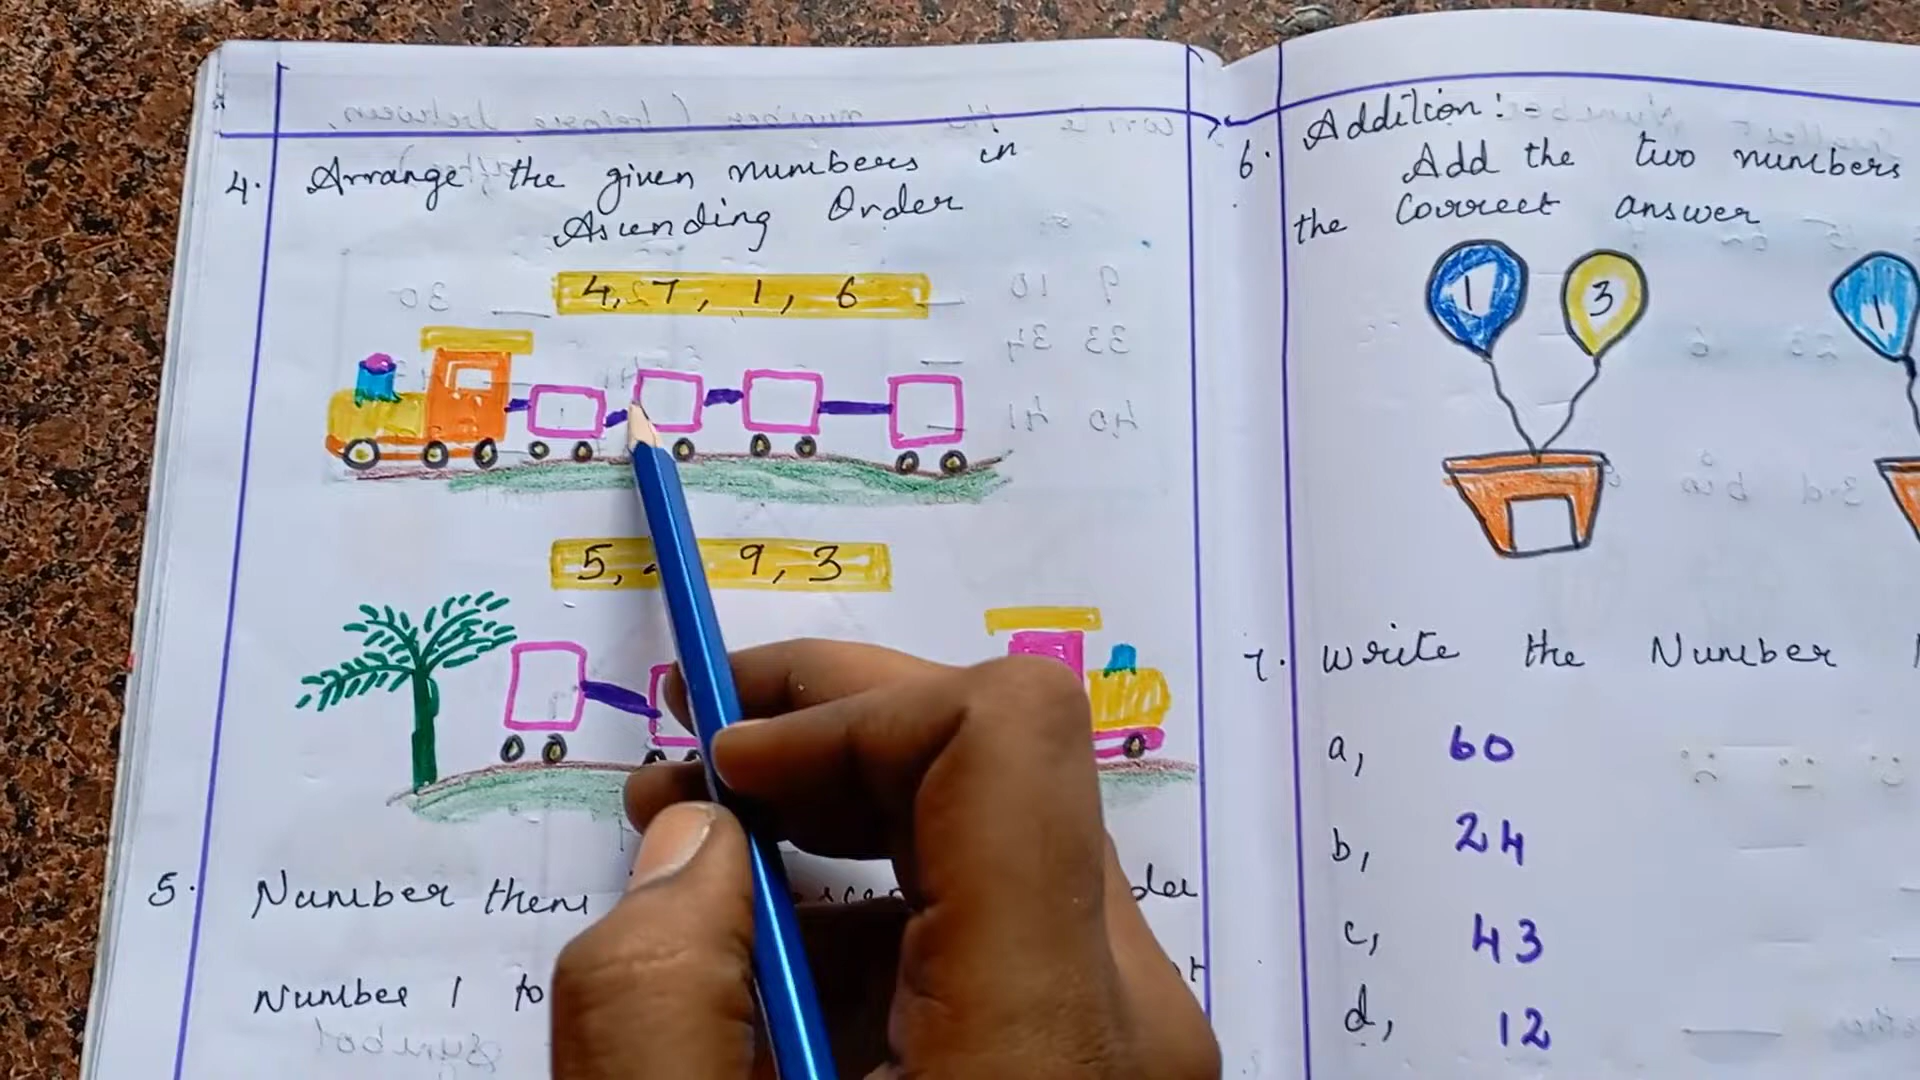 4. Arrange the given numbers in
Ascending Order
4, 7, 1, 6
5, 9, 3
5. Number them
Number 1 to
6. Addition:-
Add the two numbers
the Correct answer
1 3 1
7. Write the Number
a, 60
b, 24
c, 43
d, 12